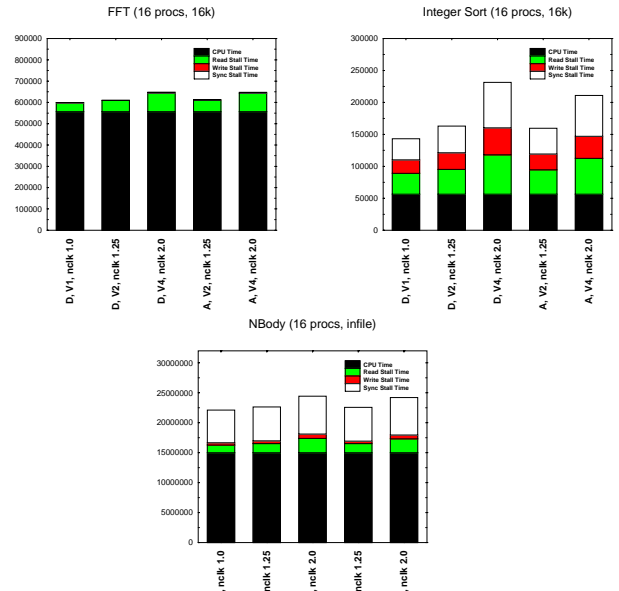 FFT (16 procs, 16k)
900000
800000
700000
600000
500000
400000
300000
200000
100000
0
CPU Time
Read Stall Time
Write Stall Time
Sync Stall Time
D, V1, nclk 1.0
D, V2, nclk 1.25
D, V4, nclk 2.0
A, V2, nclk 1.25
A, V4, nclk 2.0
Integer Sort (16 procs, 16k)
300000
250000
200000
150000
100000
50000
0
CPU Time
Read Stall Time
Write Stall Time
Sync Stall Time
D, V1, nclk 1.0
D, V2, nclk 1.25
D, V4, nclk 2.0
A, V2, nclk 1.25
A, V4, nclk 2.0
NBody (16 procs, infile)
30000000
25000000
20000000
15000000
10000000
5000000
0
CPU Time
Read Stall Time
Write Stall Time
Sync Stall Time
, nclk 1.0
nclk 1.25
, nclk 2.0
nclk 1.25
, nclk 2.0